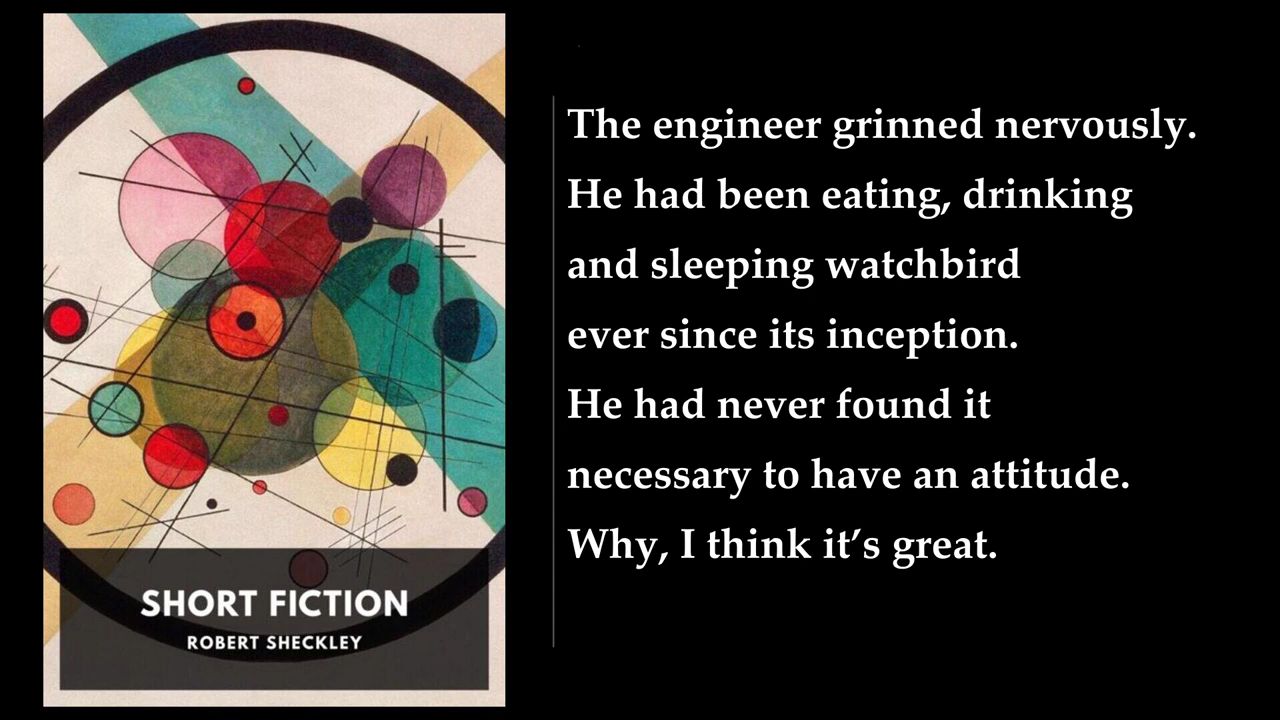 SHORT FICTION
ROBERT SHECKLEY
The engineer grinned nervously.
He had been eating, drinking
and sleeping watchbird
ever since its inception.
He had never found it
necessary to have an attitude.
Why, I think it’s great.